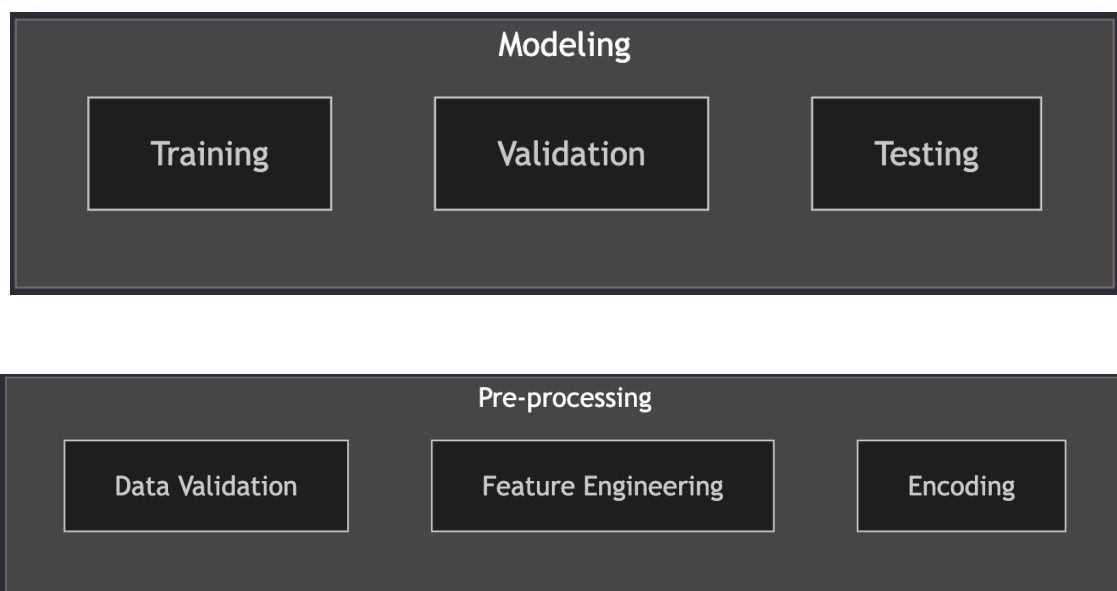 Modeling
Training
Validation
Testing
Pre-processing
Data Validation
Feature Engineering
Encoding